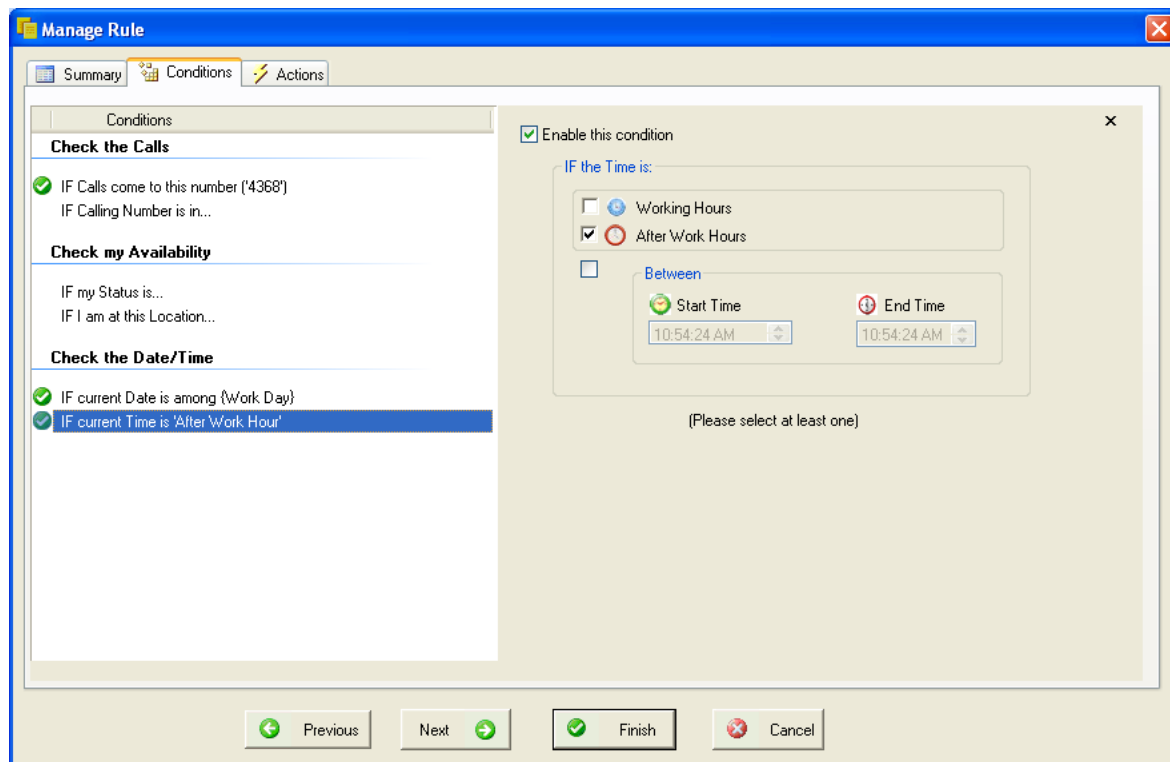 Manage Rule
Summary
Conditions
Actions
Conditions
Check the Calls
IF Calls come to this number ('4368')
IF Calling Number is in...
Check my Availability
IF my Status is...
IF I am at this Location...
Check the Date/Time
IF current Date is among {Work Day}
IF current Time is 'After Work Hour'
Enable this condition
IF the Time is:
Working Hours
After Work Hours
Between
Start Time
End Time
10:54:24 AM
10:54:24 AM
(Please select at least one)
Previous
Next
Finish
Cancel